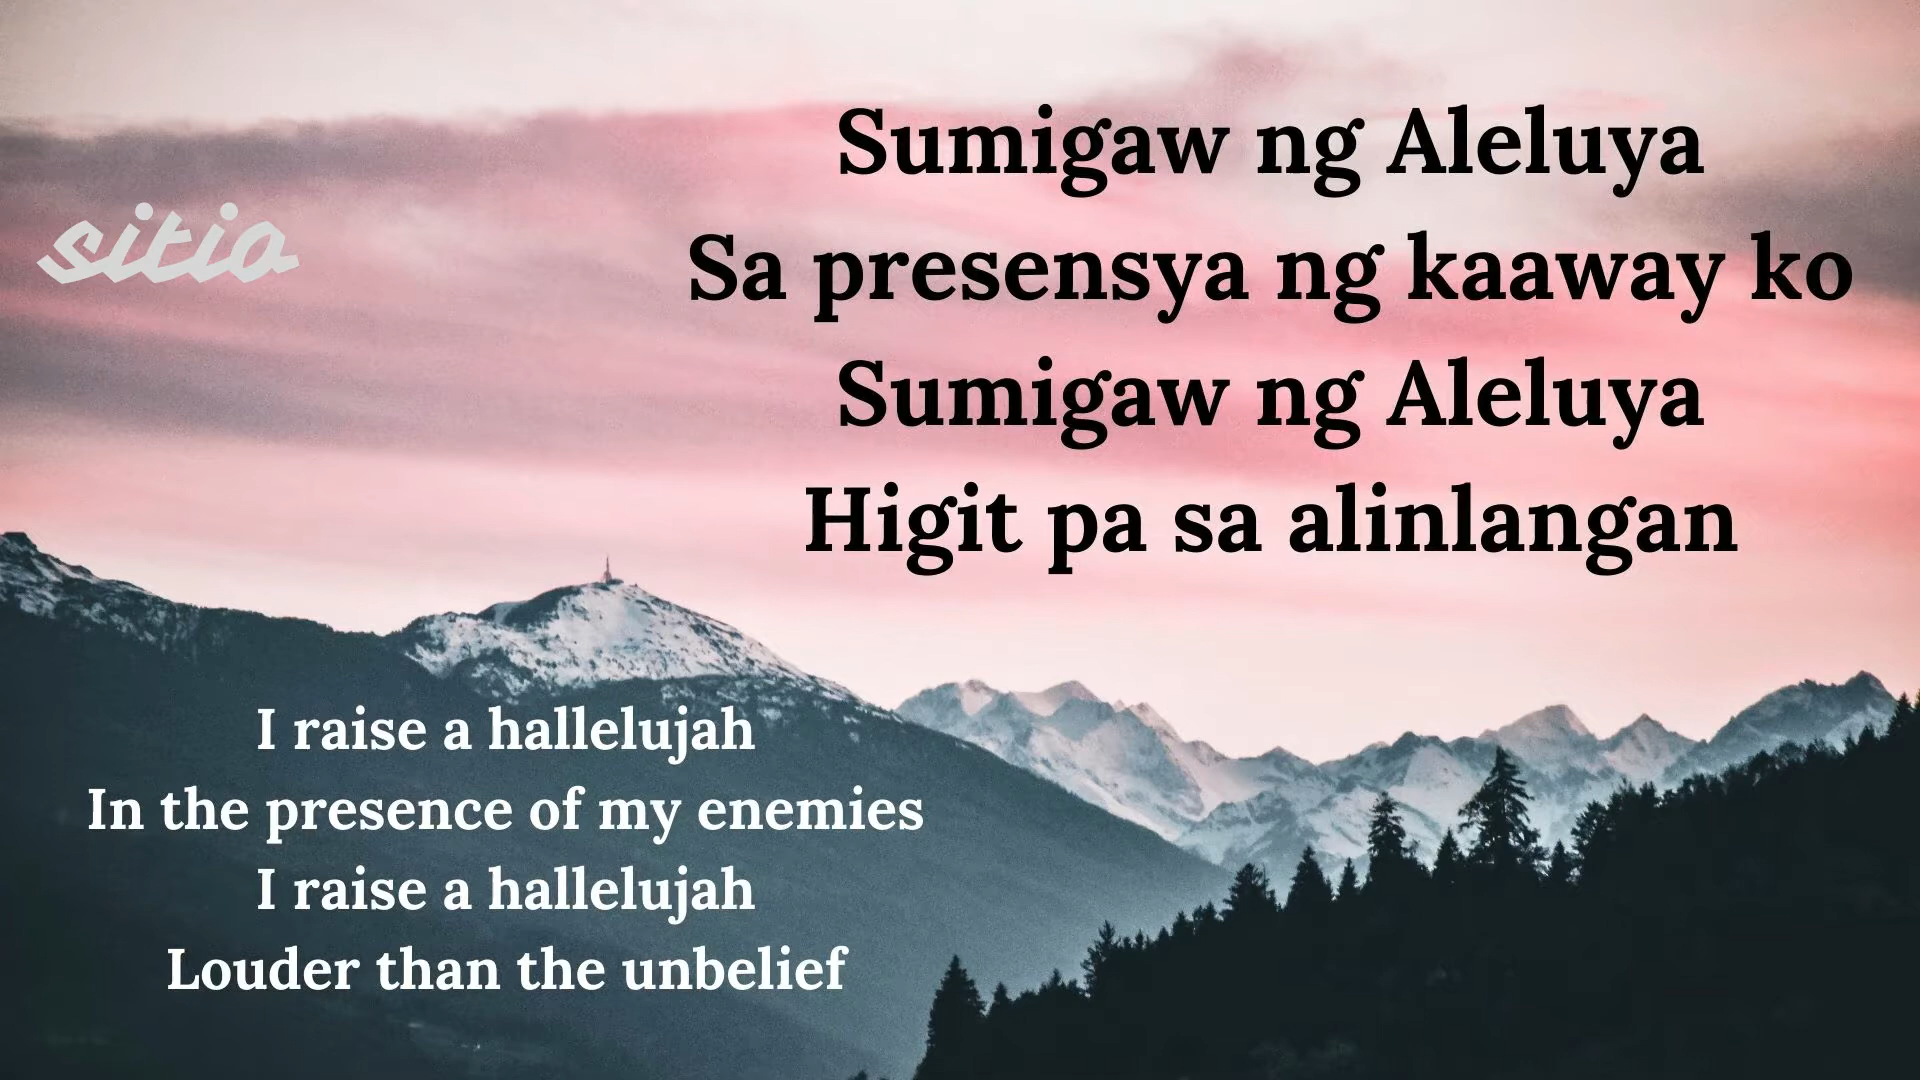 sitio
Sumigaw ng Aleluya
Sa presensya ng kaaway ko
Sumigaw ng Aleluya
Higit pa sa alinlangan
I raise a hallelujah
In the presence of my enemies
I raise a hallelujah
Louder than the unbelief